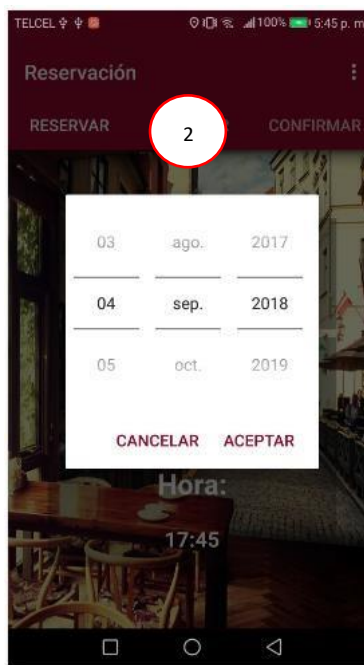 TELCEL 100% 5:45 p. m
Reservación
RESERVAR 2 CONFIRMAR
03 ago. 2017
04 sep. 2018
05 oct. 2019
CANCELAR ACEPTAR
Hora:
17:45